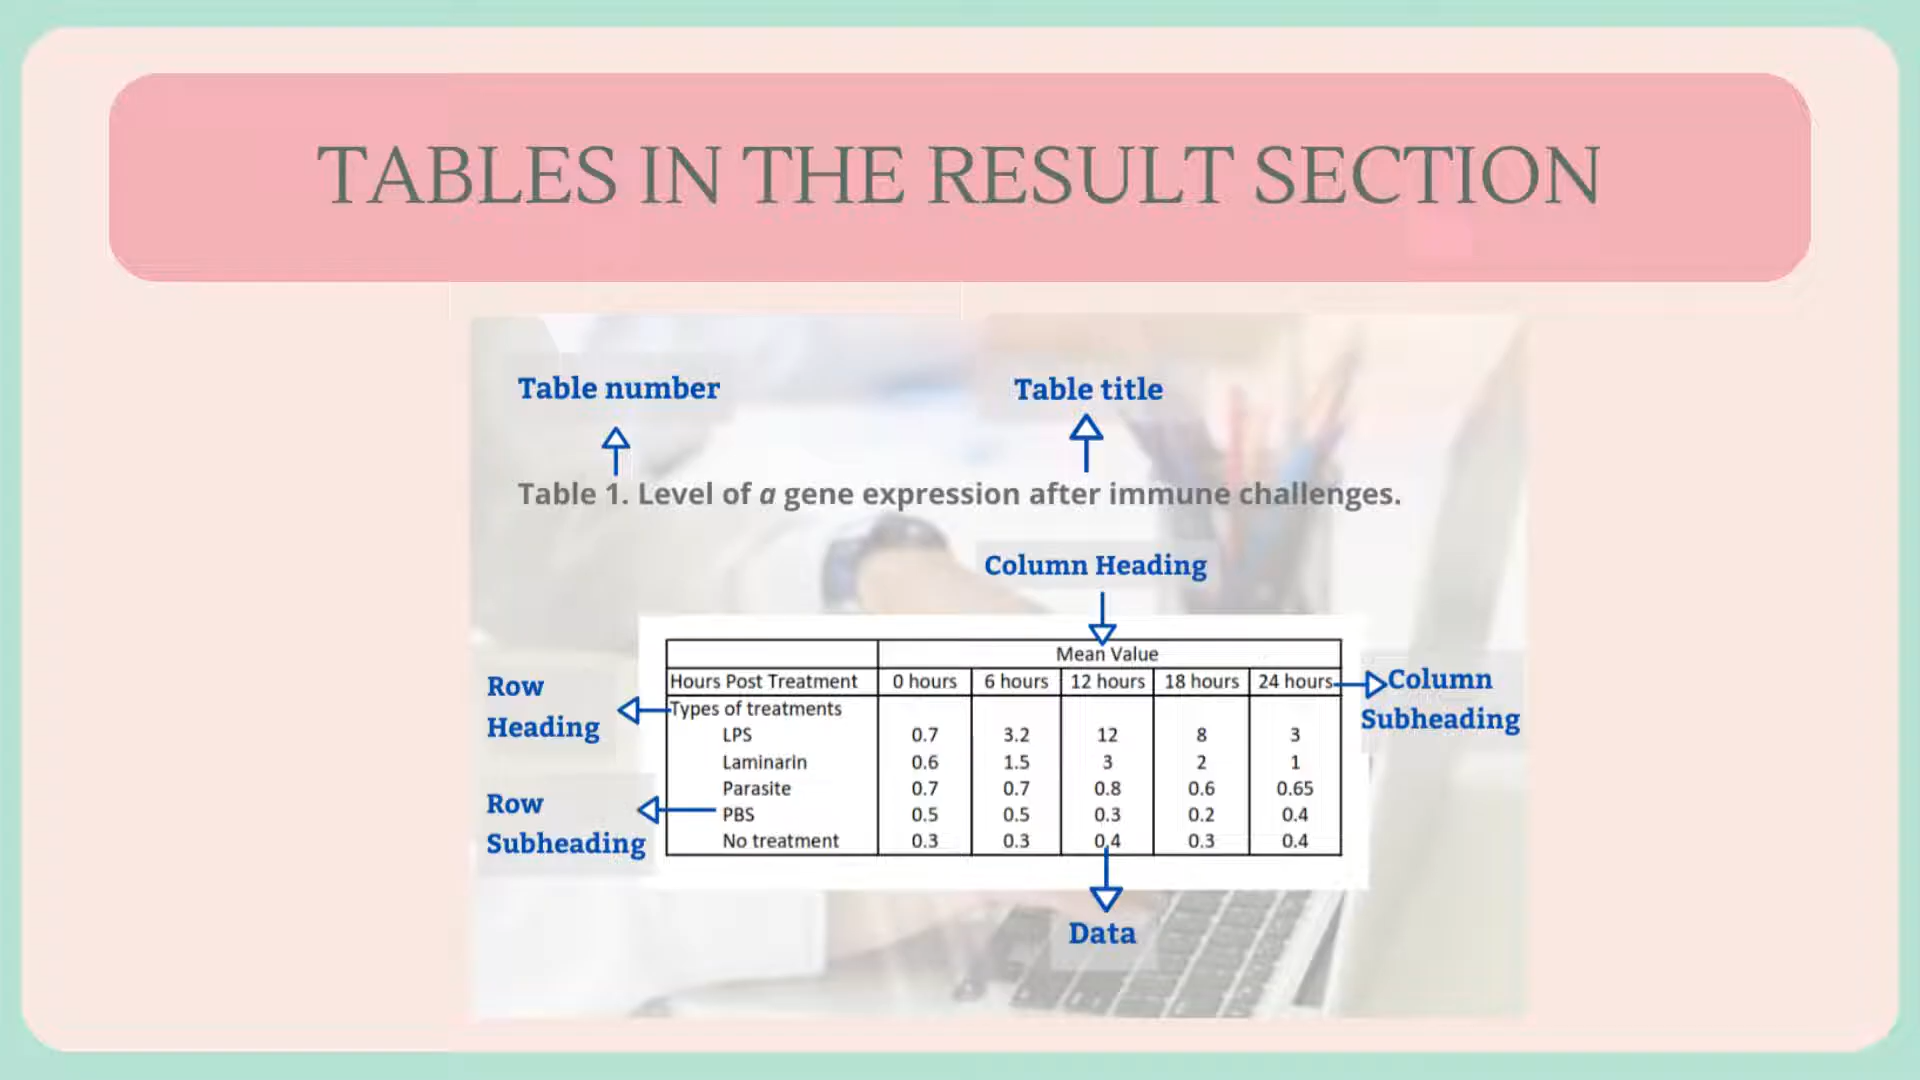 TABLES IN THE RESULT SECTION
Table number
Table title
Table 1. Level of a gene expression after immune challenges.
Column Heading
Mean Value
Hours Post Treatment 0 hours 6 hours 12 hours 18 hours 24 hours
Types of treatments
LPS 0.7 3.2 12 8 3
Laminarin 0.6 1.5 3 2 1
Parasite 0.7 0.7 0.8 0.6 0.65
PBS 0.5 0.5 0.3 0.2 0.4
No treatment 0.3 0.3 0.4 0.3 0.4
Row
Heading
Row
Subheading
Column
Subheading
Data